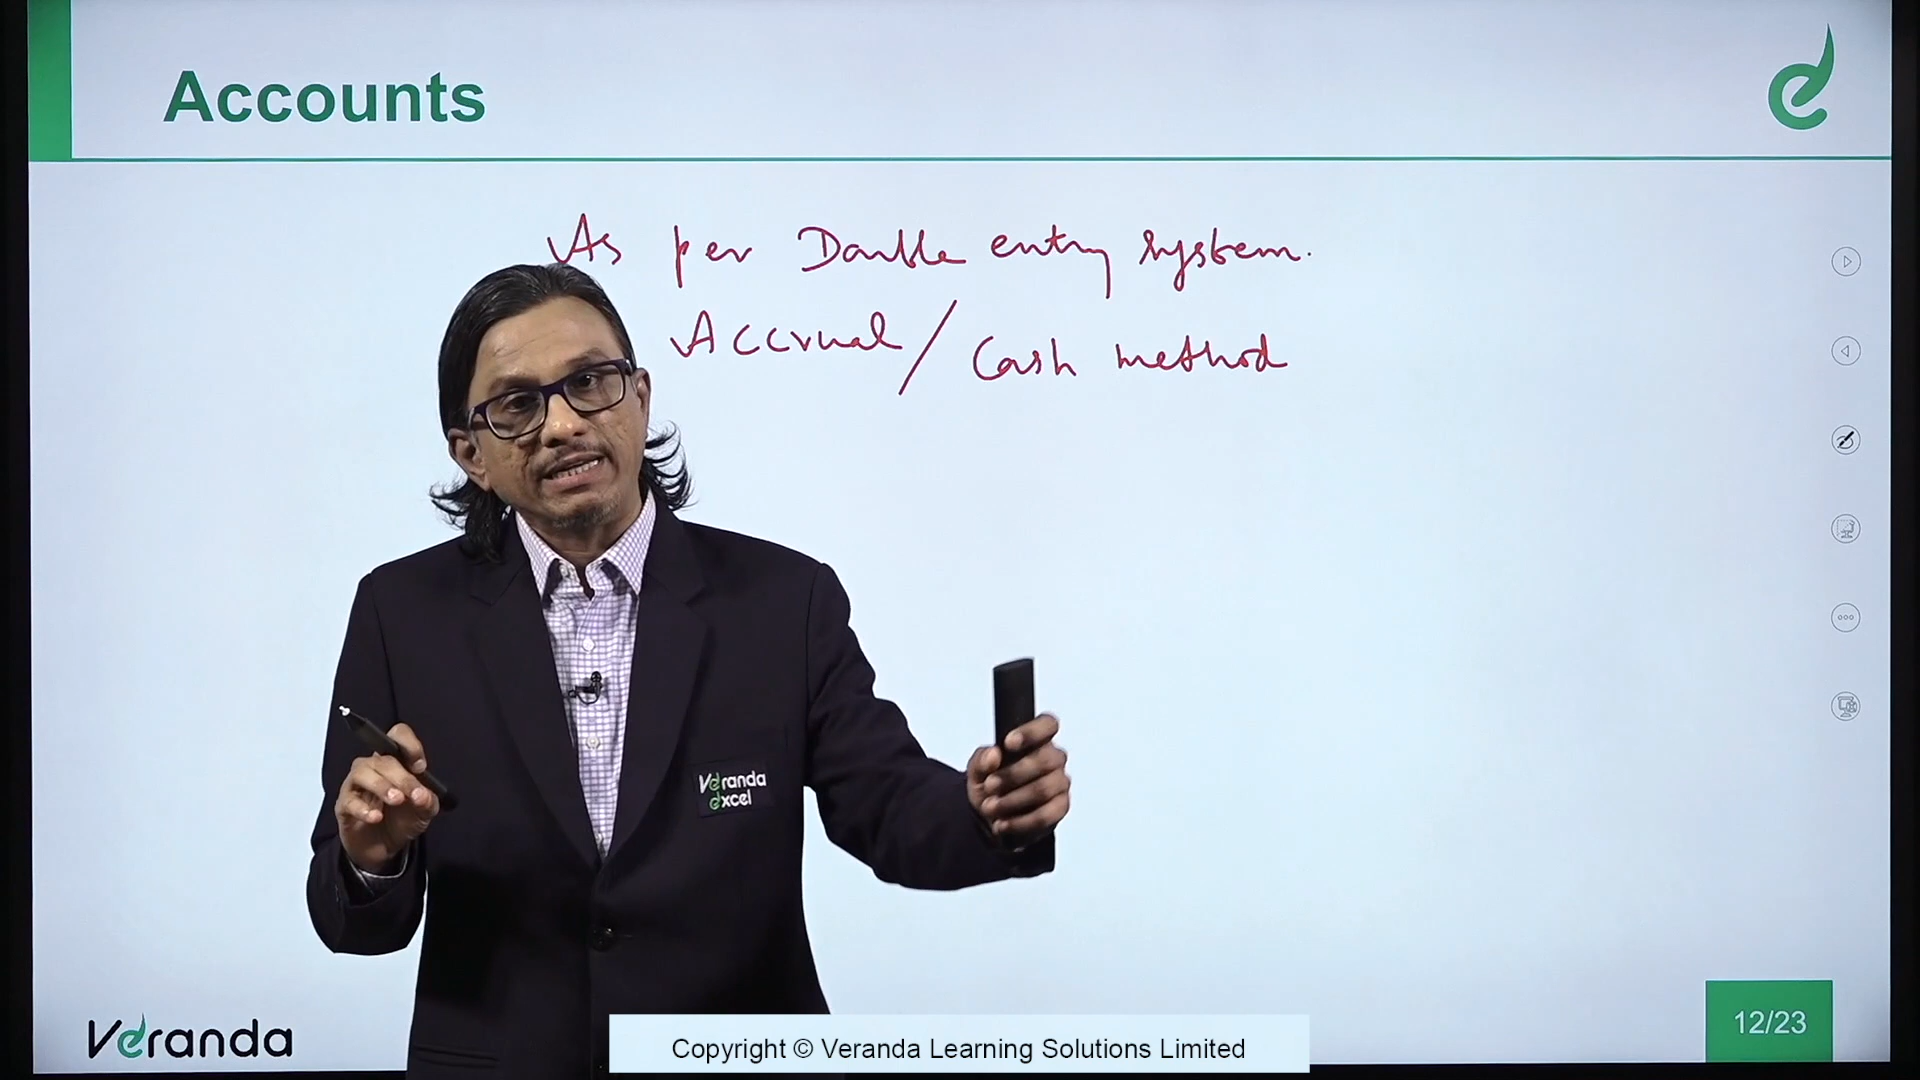 Accounts
As per Double entry system.
Accrual / Cash method
Veranda
excel
Veranda
12/23
Copyright © Veranda Learning Solutions Limited